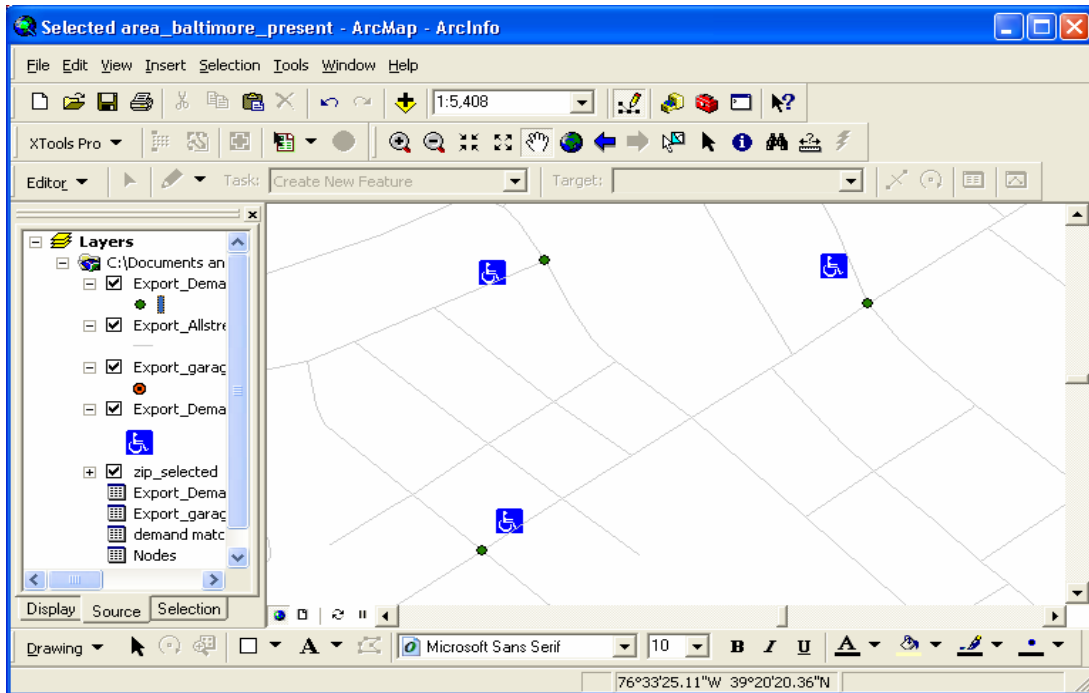 Selected area_baltimore_present - ArcMap - ArcInfo
File Edit View Insert Selection Tools Window Help
1:5,408
XTools Pro
Editor Task: Create New Feature Target:
Layers
C:\Documents an
Export_Dema
Export_Allstre
Export_garag
Export_Dema
zip_selected
Export_Dema
Export_garag
demand matc
Nodes
Display Source Selection
Drawing A Microsoft Sans Serif 10 B I U A
76°33'25.11"W 39°20'20.36"N